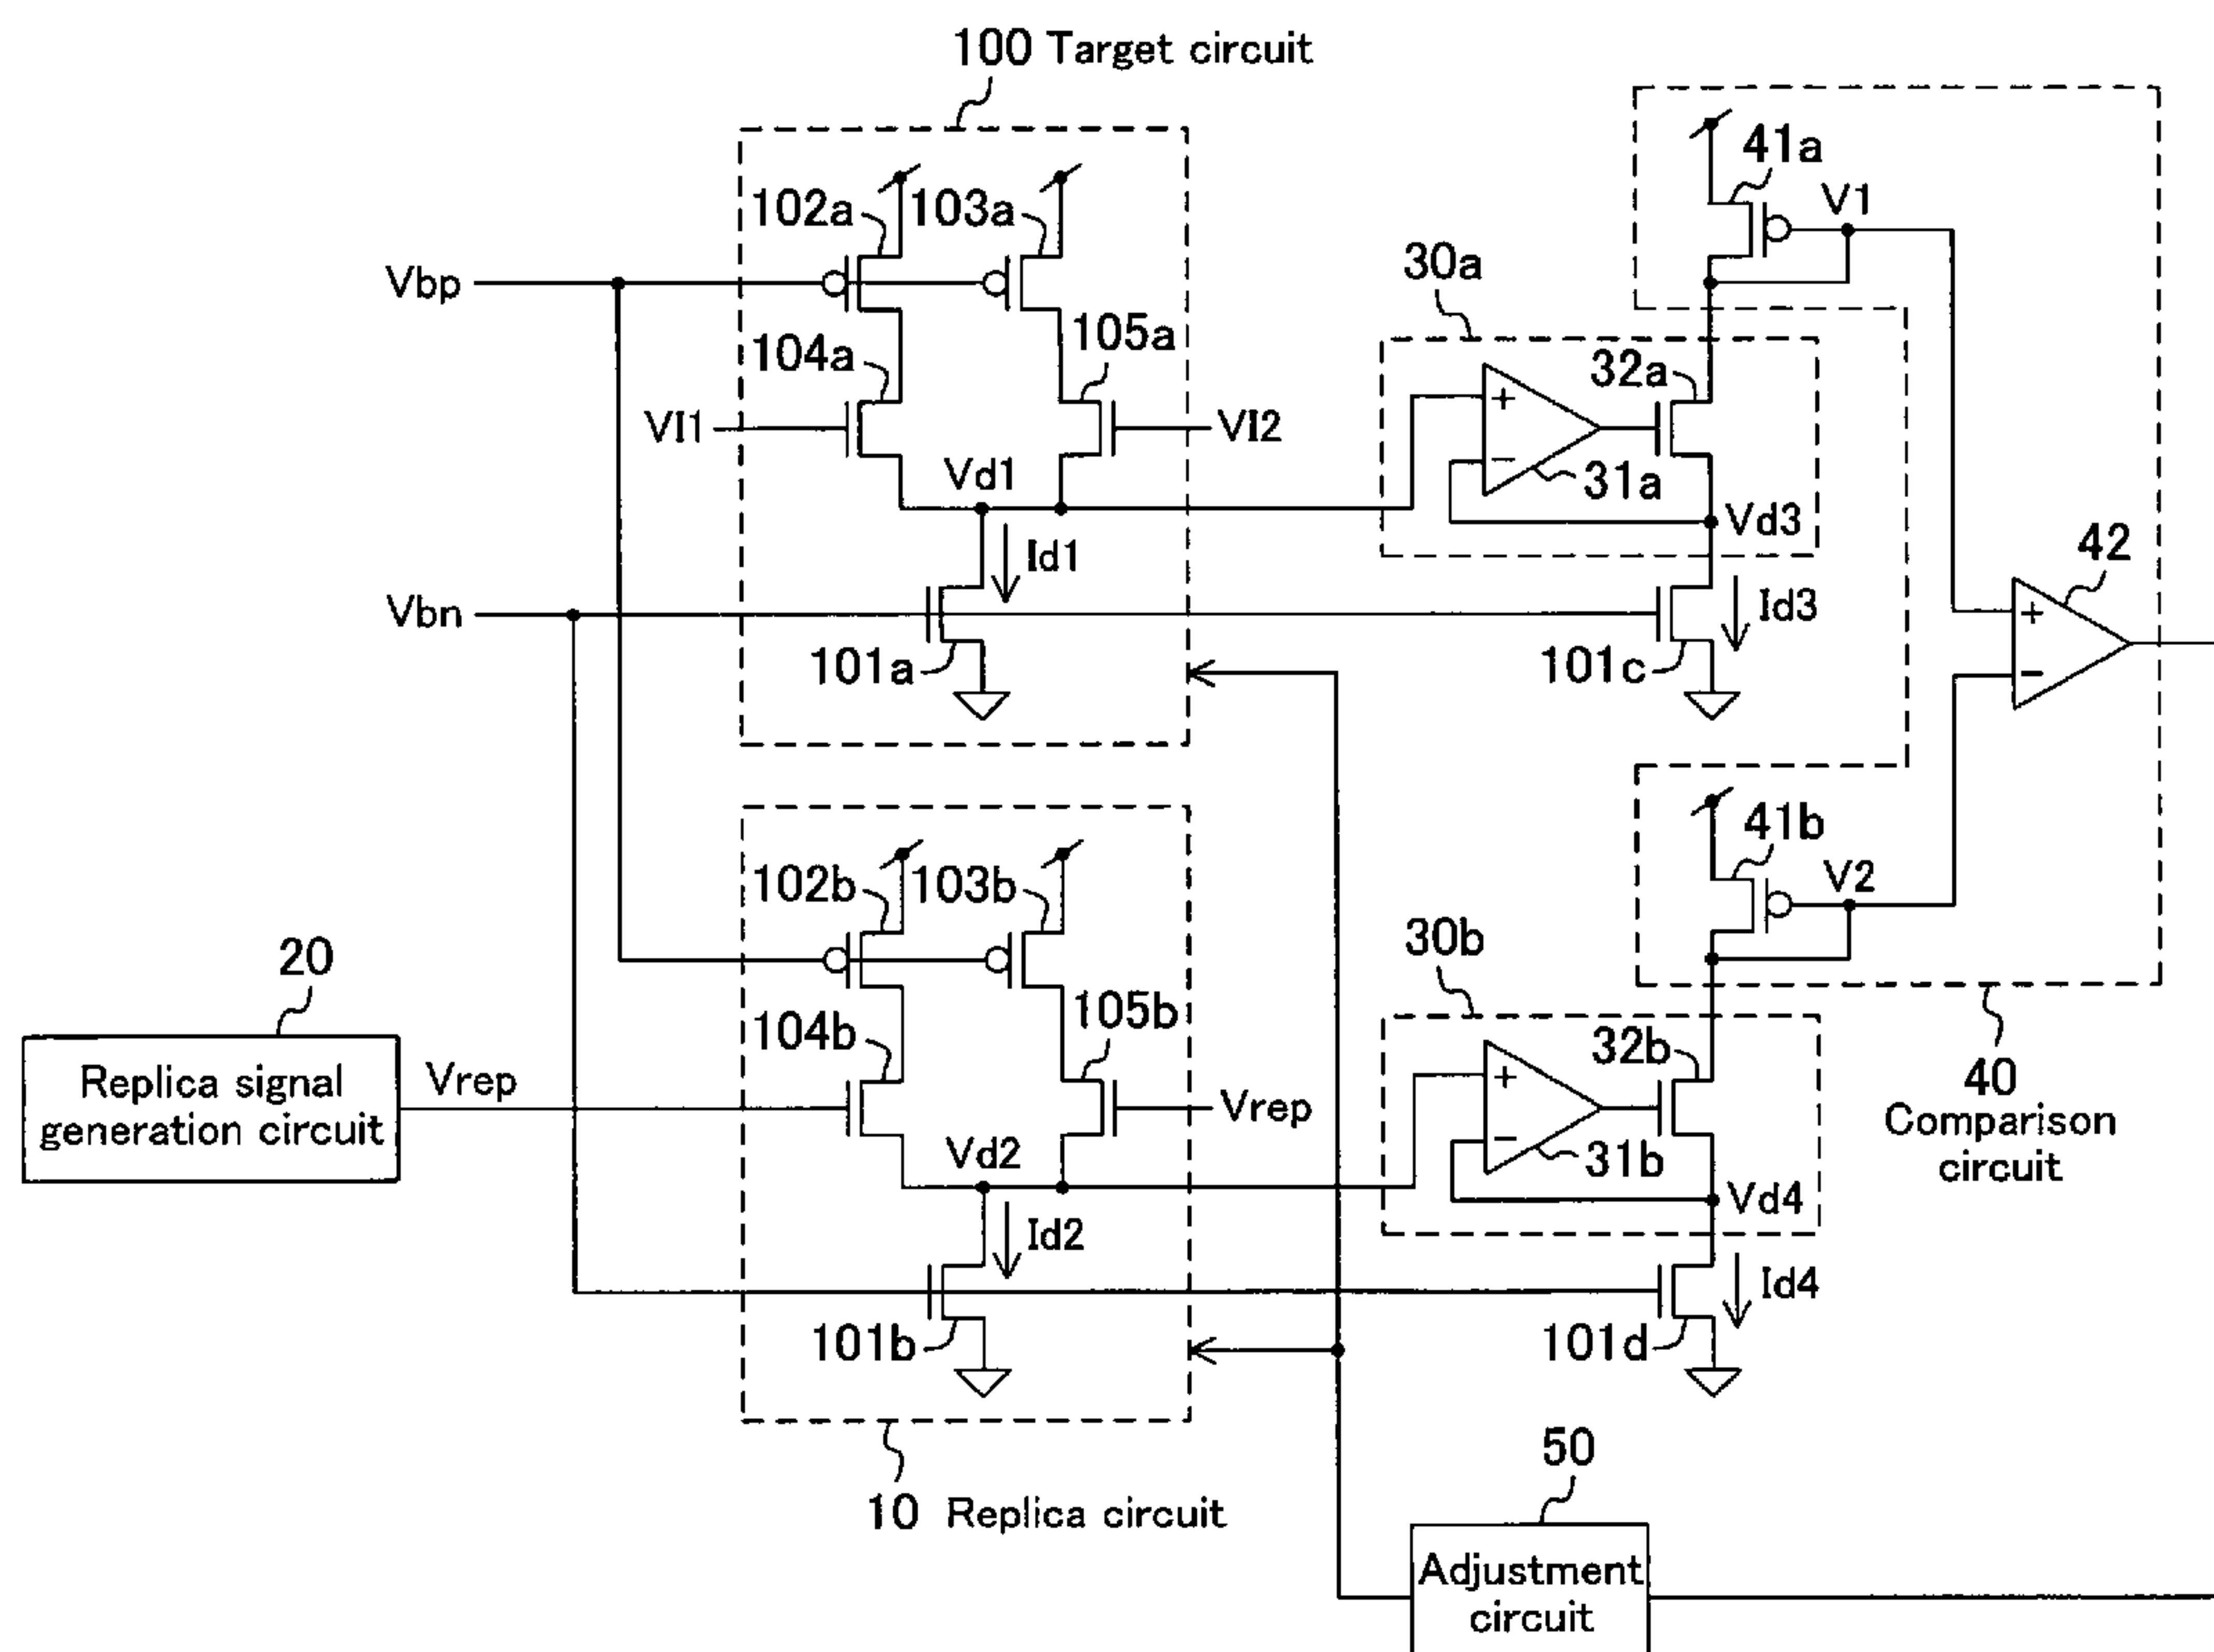 100 Target circuit
41a
V1
102a
103a
30a
Vbp
105a
104a
32a
VI1
VI2
+
−
31a
Vd1
Vd3
42
Id1
Id3
Vbn
+
−
101a
101c
41b
V2
102b
103b
30b
20
105b
104b
32b
Replica signal
generation circuit
Vrep
Vrep
+
−
31b
40
Comparison
circuit
Vd2
Vd4
Id2
Id4
101b
101d
50
10 Replica circuit
Adjustment
circuit